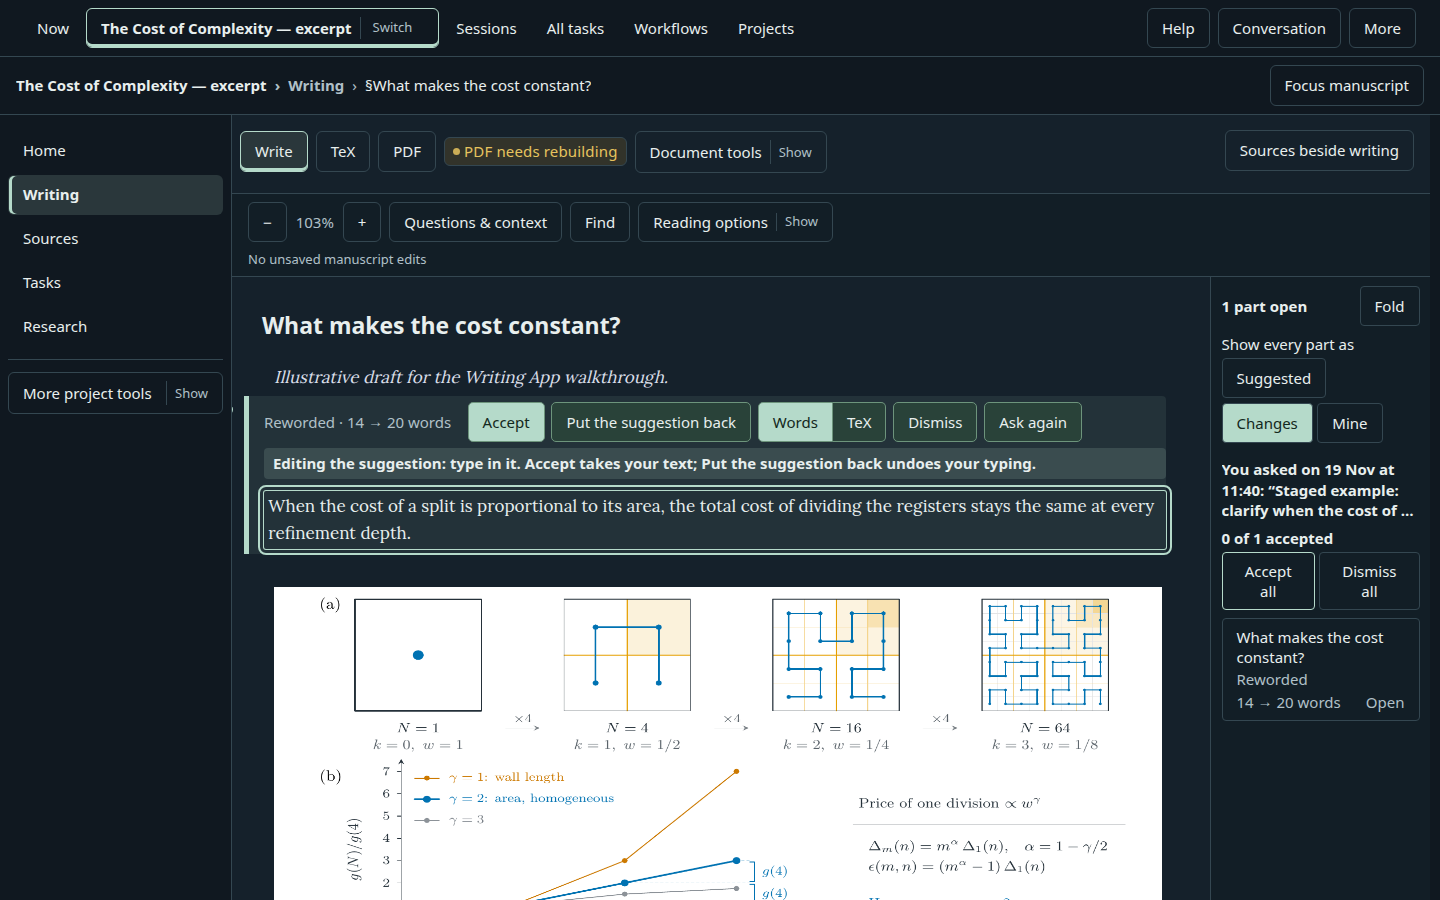 Now
The Cost of Complexity — excerpt Switch
Sessions
All tasks
Workflows
Projects
Help
Conversation
More
The Cost of Complexity — excerpt › Writing › §What makes the cost constant?
Focus manuscript
Home
Writing
Sources
Tasks
Research
More project tools Show
Write
TeX
PDF
PDF needs rebuilding
Document tools Show
Sources beside writing
− 103% +
Questions & context
Find
Reading options Show
No unsaved manuscript edits
What makes the cost constant?
Illustrative draft for the Writing App walkthrough.
Reworded · 14 → 20 words
Accept
Put the suggestion back
Words
TeX
Dismiss
Ask again
Editing the suggestion: type in it. Accept takes your text; Put the suggestion back undoes your typing.
When the cost of a split is proportional to its area, the total cost of dividing the registers stays the same at every
refinement depth.
(a)
×4 ×4 ×4
N = 1 N = 4 N = 16 N = 64
k = 0, w = 1 k = 1, w = 1/2 k = 2, w = 1/4 k = 3, w = 1/8
(b)
g(N)/g(4)
7
6
5
4
3
2
γ = 1: wall length
γ = 2: area, homogeneous
γ = 3
g(4)
g(4)
Price of one division ∝ w^γ
Δₘ(n) = m^α Δ₁(n), α = 1 − γ/2
ϵ(m, n) = (m^α − 1) Δ₁(n)
1 part open
Fold
Show every part as
Suggested
Changes
Mine
You asked on 19 Nov at
11:40: “Staged example:
clarify when the cost of ...
0 of 1 accepted
Accept
all
Dismiss
all
What makes the cost
constant?
Reworded
14 → 20 words Open